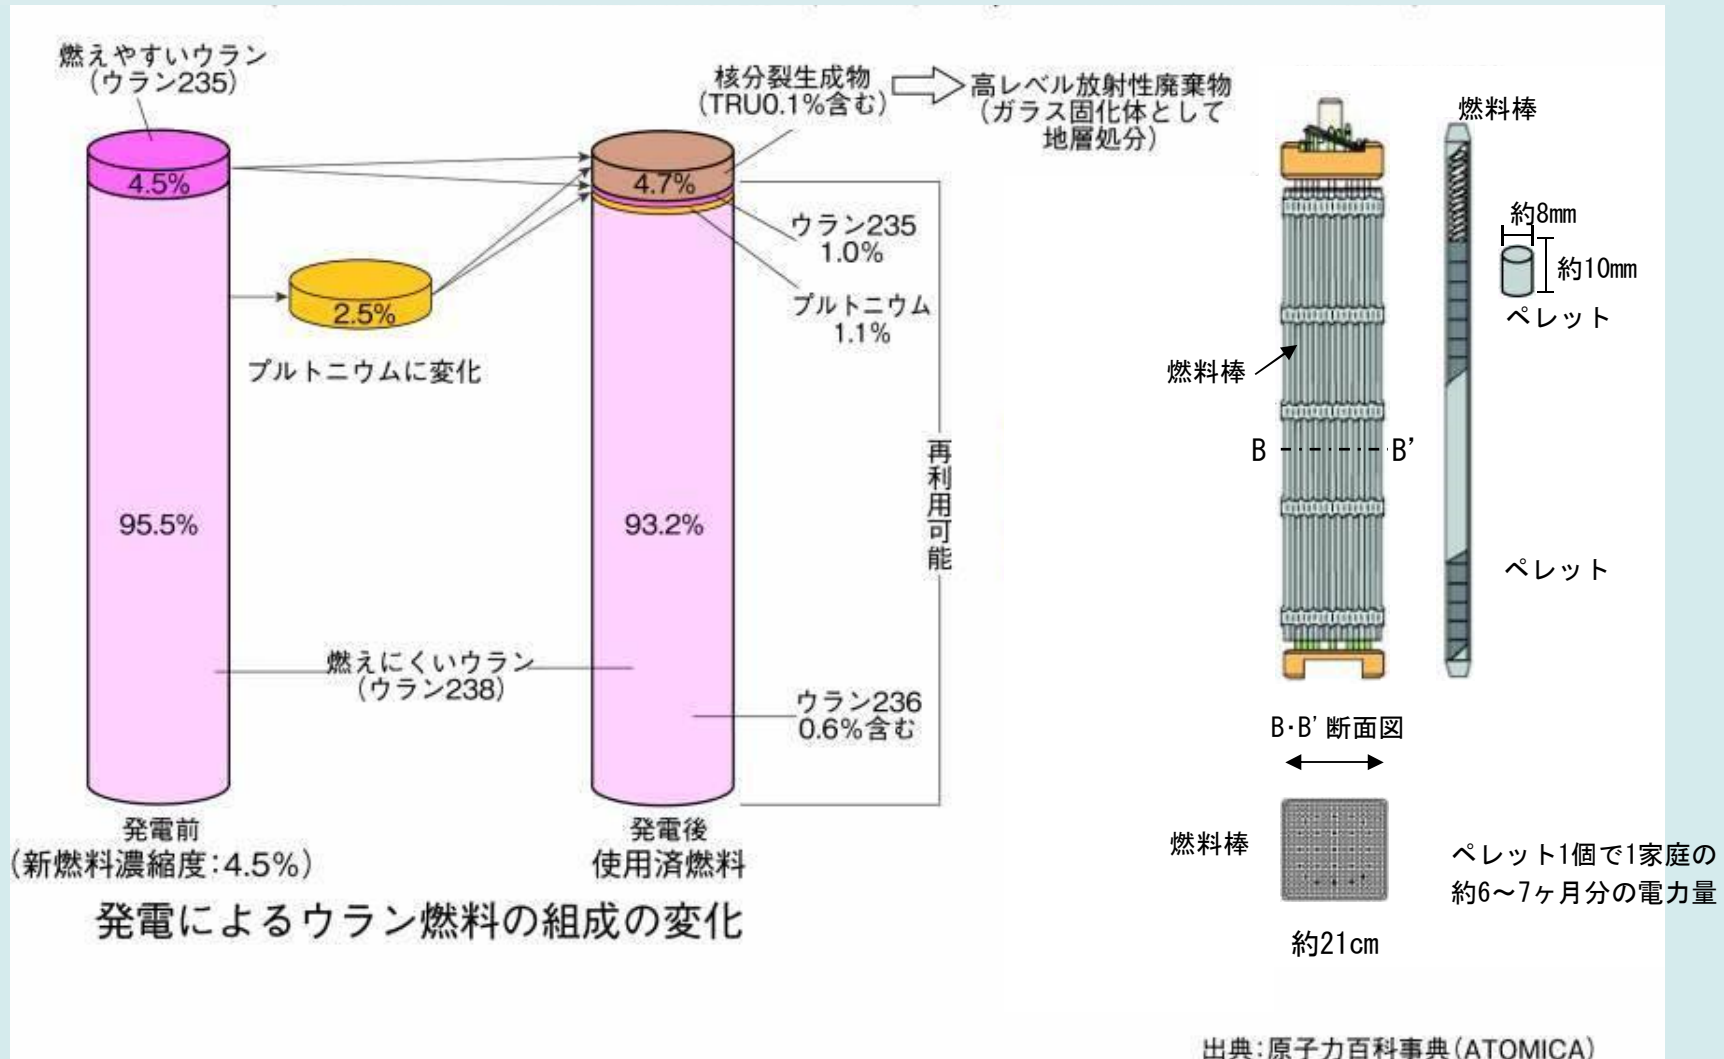 燃えやすいウラン
(ウラン235)
4.5%
95.5%
2.5%
プルトニウムに変化
燃えにくいウラン
(ウラン238)
発電前
(新燃料濃縮度:4.5%)
核分裂生成物
(TRU0.1%含む)
高レベル放射性廃棄物
(ガラス固化体として
地層処分)
4.7%
ウラン235
1.0%
プルトニウム
1.1%
93.2%
再利用可能
ウラン236
0.6%含む
発電後
使用済燃料
発電によるウラン燃料の組成の変化
燃料棒
約8mm
約10mm
ペレット
燃料棒
B
B'
ペレット
B・B' 断面図
燃料棒
約21cm
ペレット1個で1家庭の
約6～7ヶ月分の電力量
出典:原子力百科事典(ATOMICA)